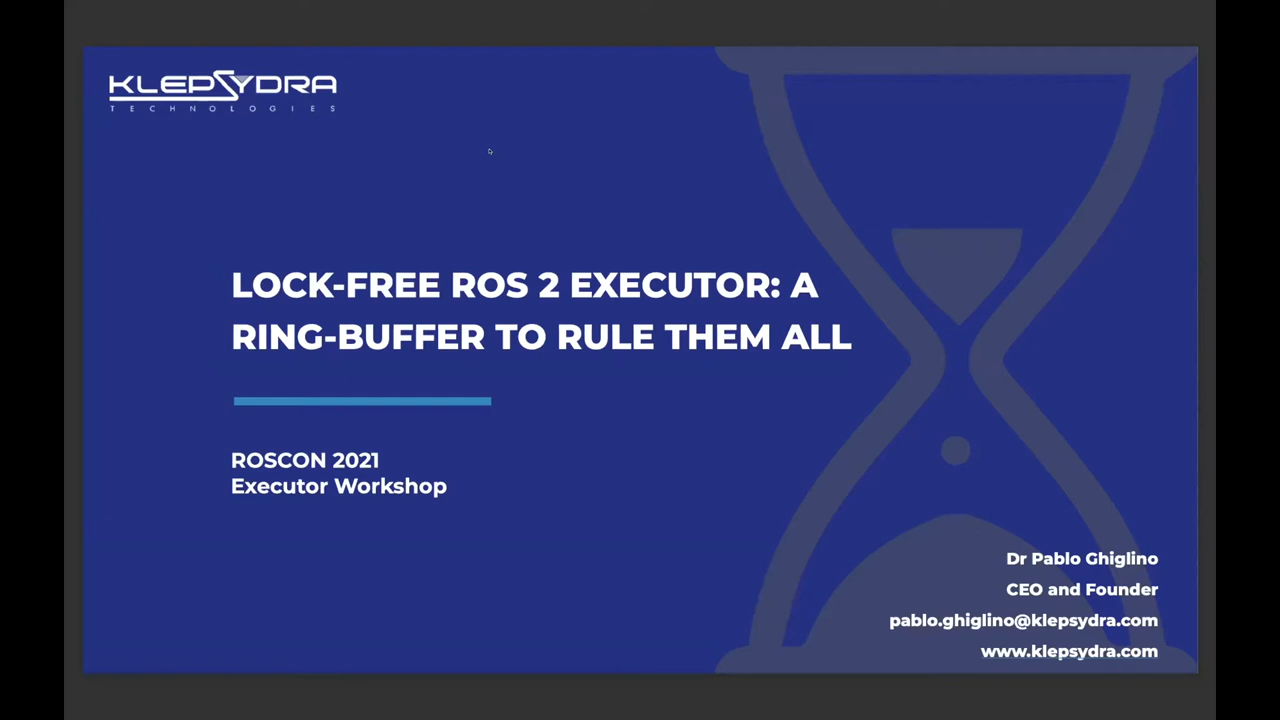 KLEPSYDRA
TECHNOLOGIES
LOCK-FREE ROS 2 EXECUTOR: A
RING-BUFFER TO RULE THEM ALL
ROSCON 2021
Executor Workshop
Dr Pablo Ghiglino
CEO and Founder
pablo.ghiglino@klepsydra.com
www.klepsydra.com